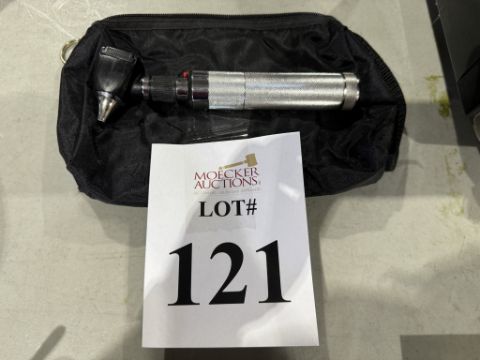 MOECKER
AUCTIONS
LOT#
121